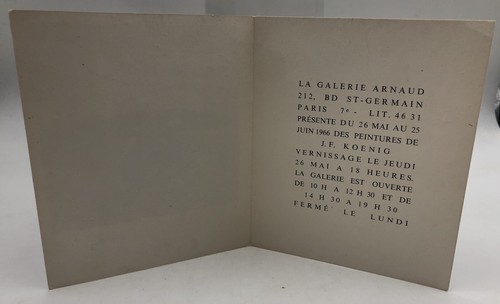 LA GALERIE ARNAUD
212, BD ST-GERMAIN
PARIS 7e - LIT. 46 31
PRÉSENTE DU 26 MAI AU 25
JUIN 1966 DES PEINTURES DE
J. F. KOENIG
VERNISSAGE LE JEUDI
26 MAI A 18 HEURES.
LA GALERIE EST OUVERTE
DE 10 H A 12 H 30 ET DE
14 H 30 A 19 H 30
FERMÉ LE LUNDI